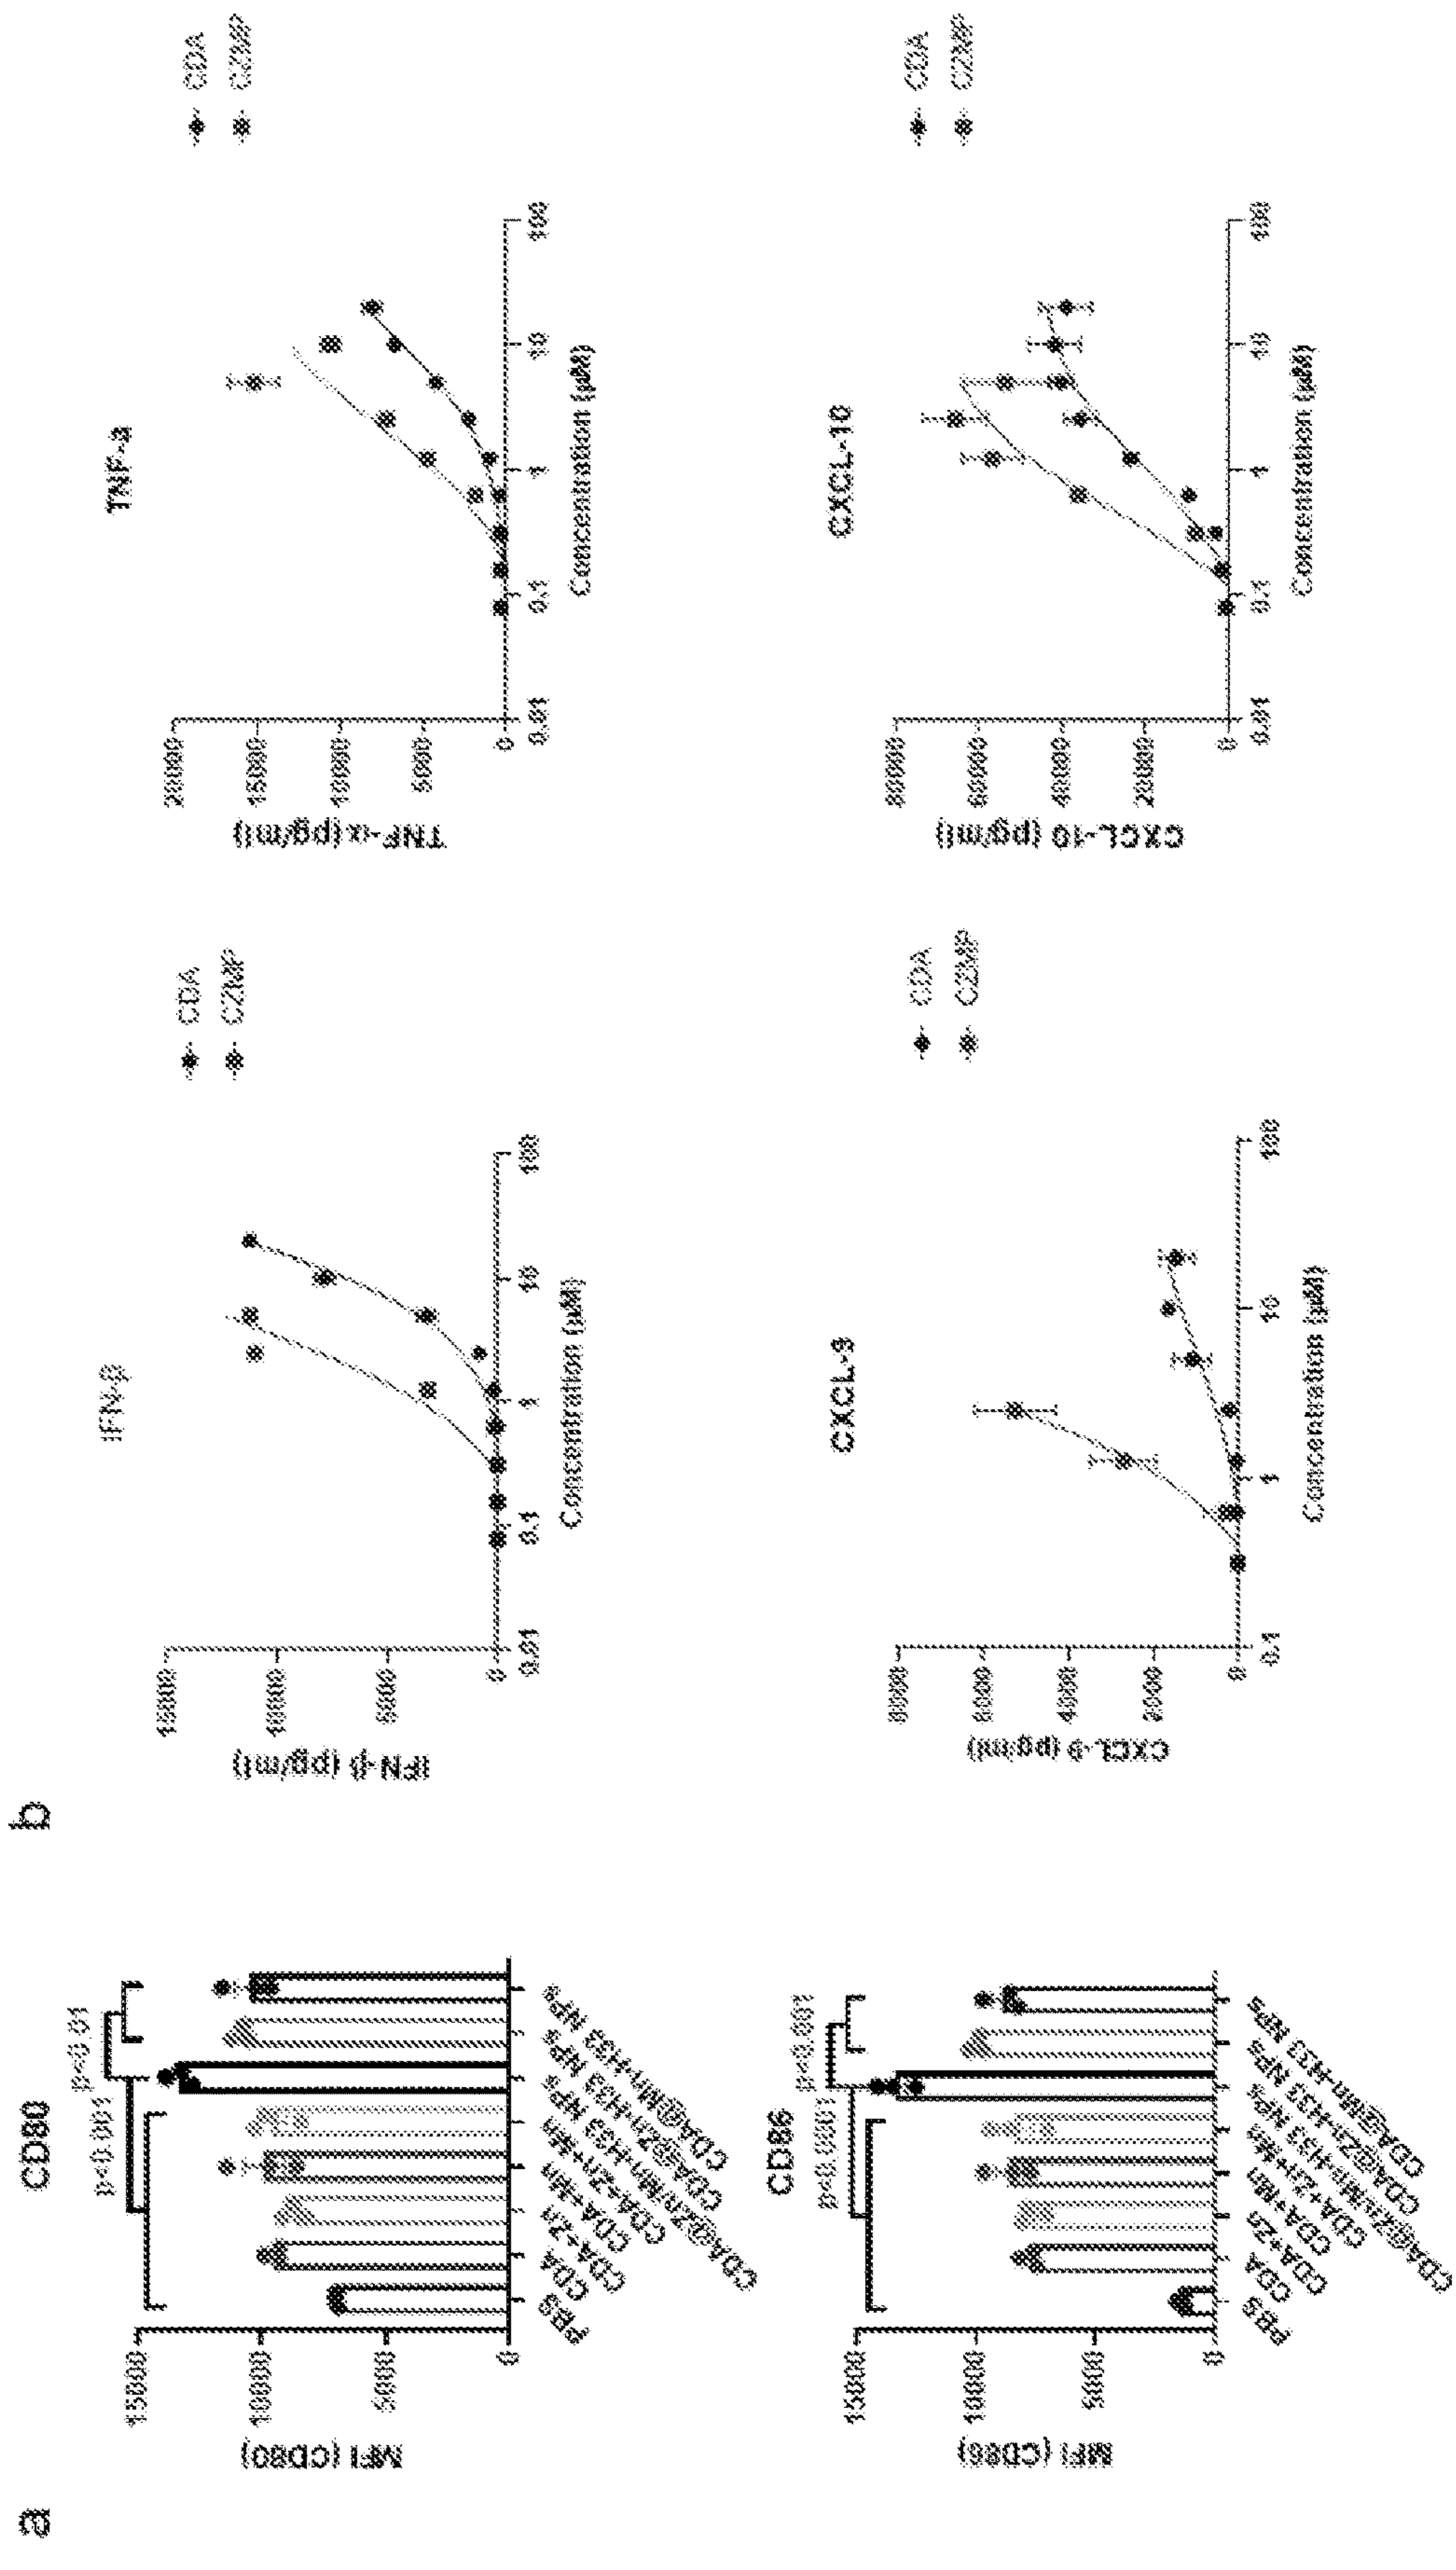 a
CD80
p<0.01
p<0.001
MFI (CD80)
15000
10000
5000
0
PBS
CDA
CDA+Zn
CDA+Mn
CDA+Zn+Mn
CDA@Zn/Mn-H33 NPs
CDA@Zn-H33 NPs
CDA@Mn-H33 NPs
CD86
p<0.001
p<0.0001
MFI (CD86)
15000
10000
5000
0
PBS
CDA
CDA+Zn
CDA+Mn
CDA+Zn+Mn
CDA@Zn/Mn-H33 NPs
CDA@Zn-H33 NPs
CDA@Mn-H33 NPs
b
IFN-β
CDA
CZMP
IFN-β (pg/ml)
15000
10000
5000
0
0.01
0.1
1
10
100
Concentration (μM)
TNF-a
CDA
CZMP
TNF-α (pg/ml)
20000
15000
10000
5000
0
0.01
0.1
1
10
100
Concentration (μM)
CXCL-9
CDA
CZMP
CXCL-9 (pg/ml)
8000
6000
4000
2000
0
0.1
1
10
100
Concentration (μM)
CXCL-10
CDA
CZMP
CXCL-10 (pg/ml)
80000
60000
40000
20000
0
0.01
0.1
1
10
100
Concentration (μM)